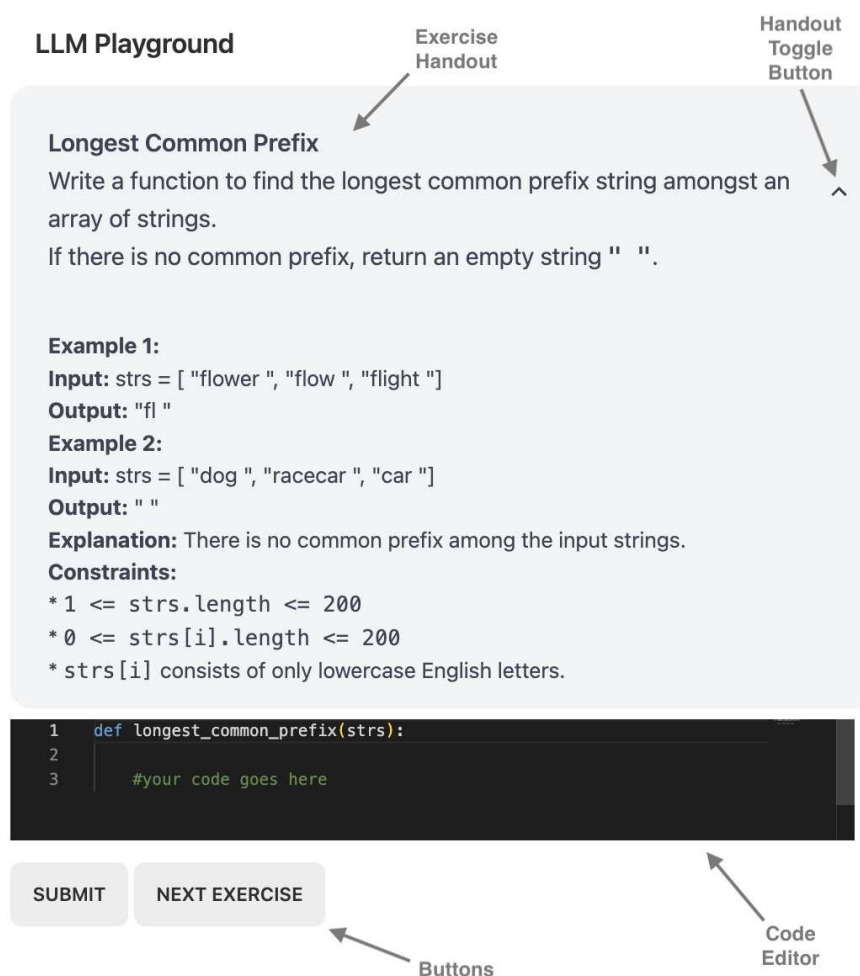 LLM Playground
Exercise
Handout
Handout
Toggle
Button
Longest Common Prefix
Write a function to find the longest common prefix string amongst an
array of strings.
If there is no common prefix, return an empty string " ".
Example 1:
Input: strs = [ "flower ", "flow ", "flight "]
Output: "fl "
Example 2:
Input: strs = [ "dog ", "racecar ", "car "]
Output: " "
Explanation: There is no common prefix among the input strings.
Constraints:
* 1 <= strs.length <= 200
* 0 <= strs[i].length <= 200
* strs[i] consists of only lowercase English letters.
1 def longest_common_prefix(strs):
2
3 #your code goes here
SUBMIT
NEXT EXERCISE
Buttons
Code
Editor